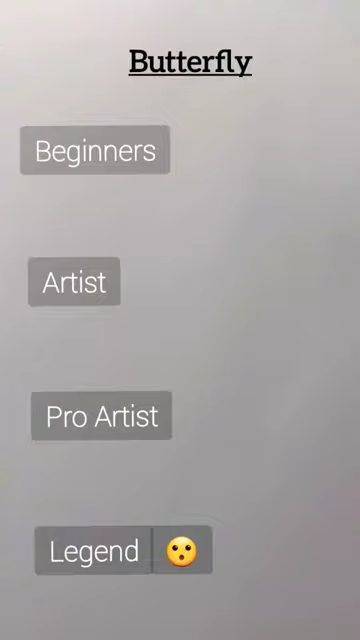 Butterfly
Beginners
Artist
Pro Artist
Legend 😮